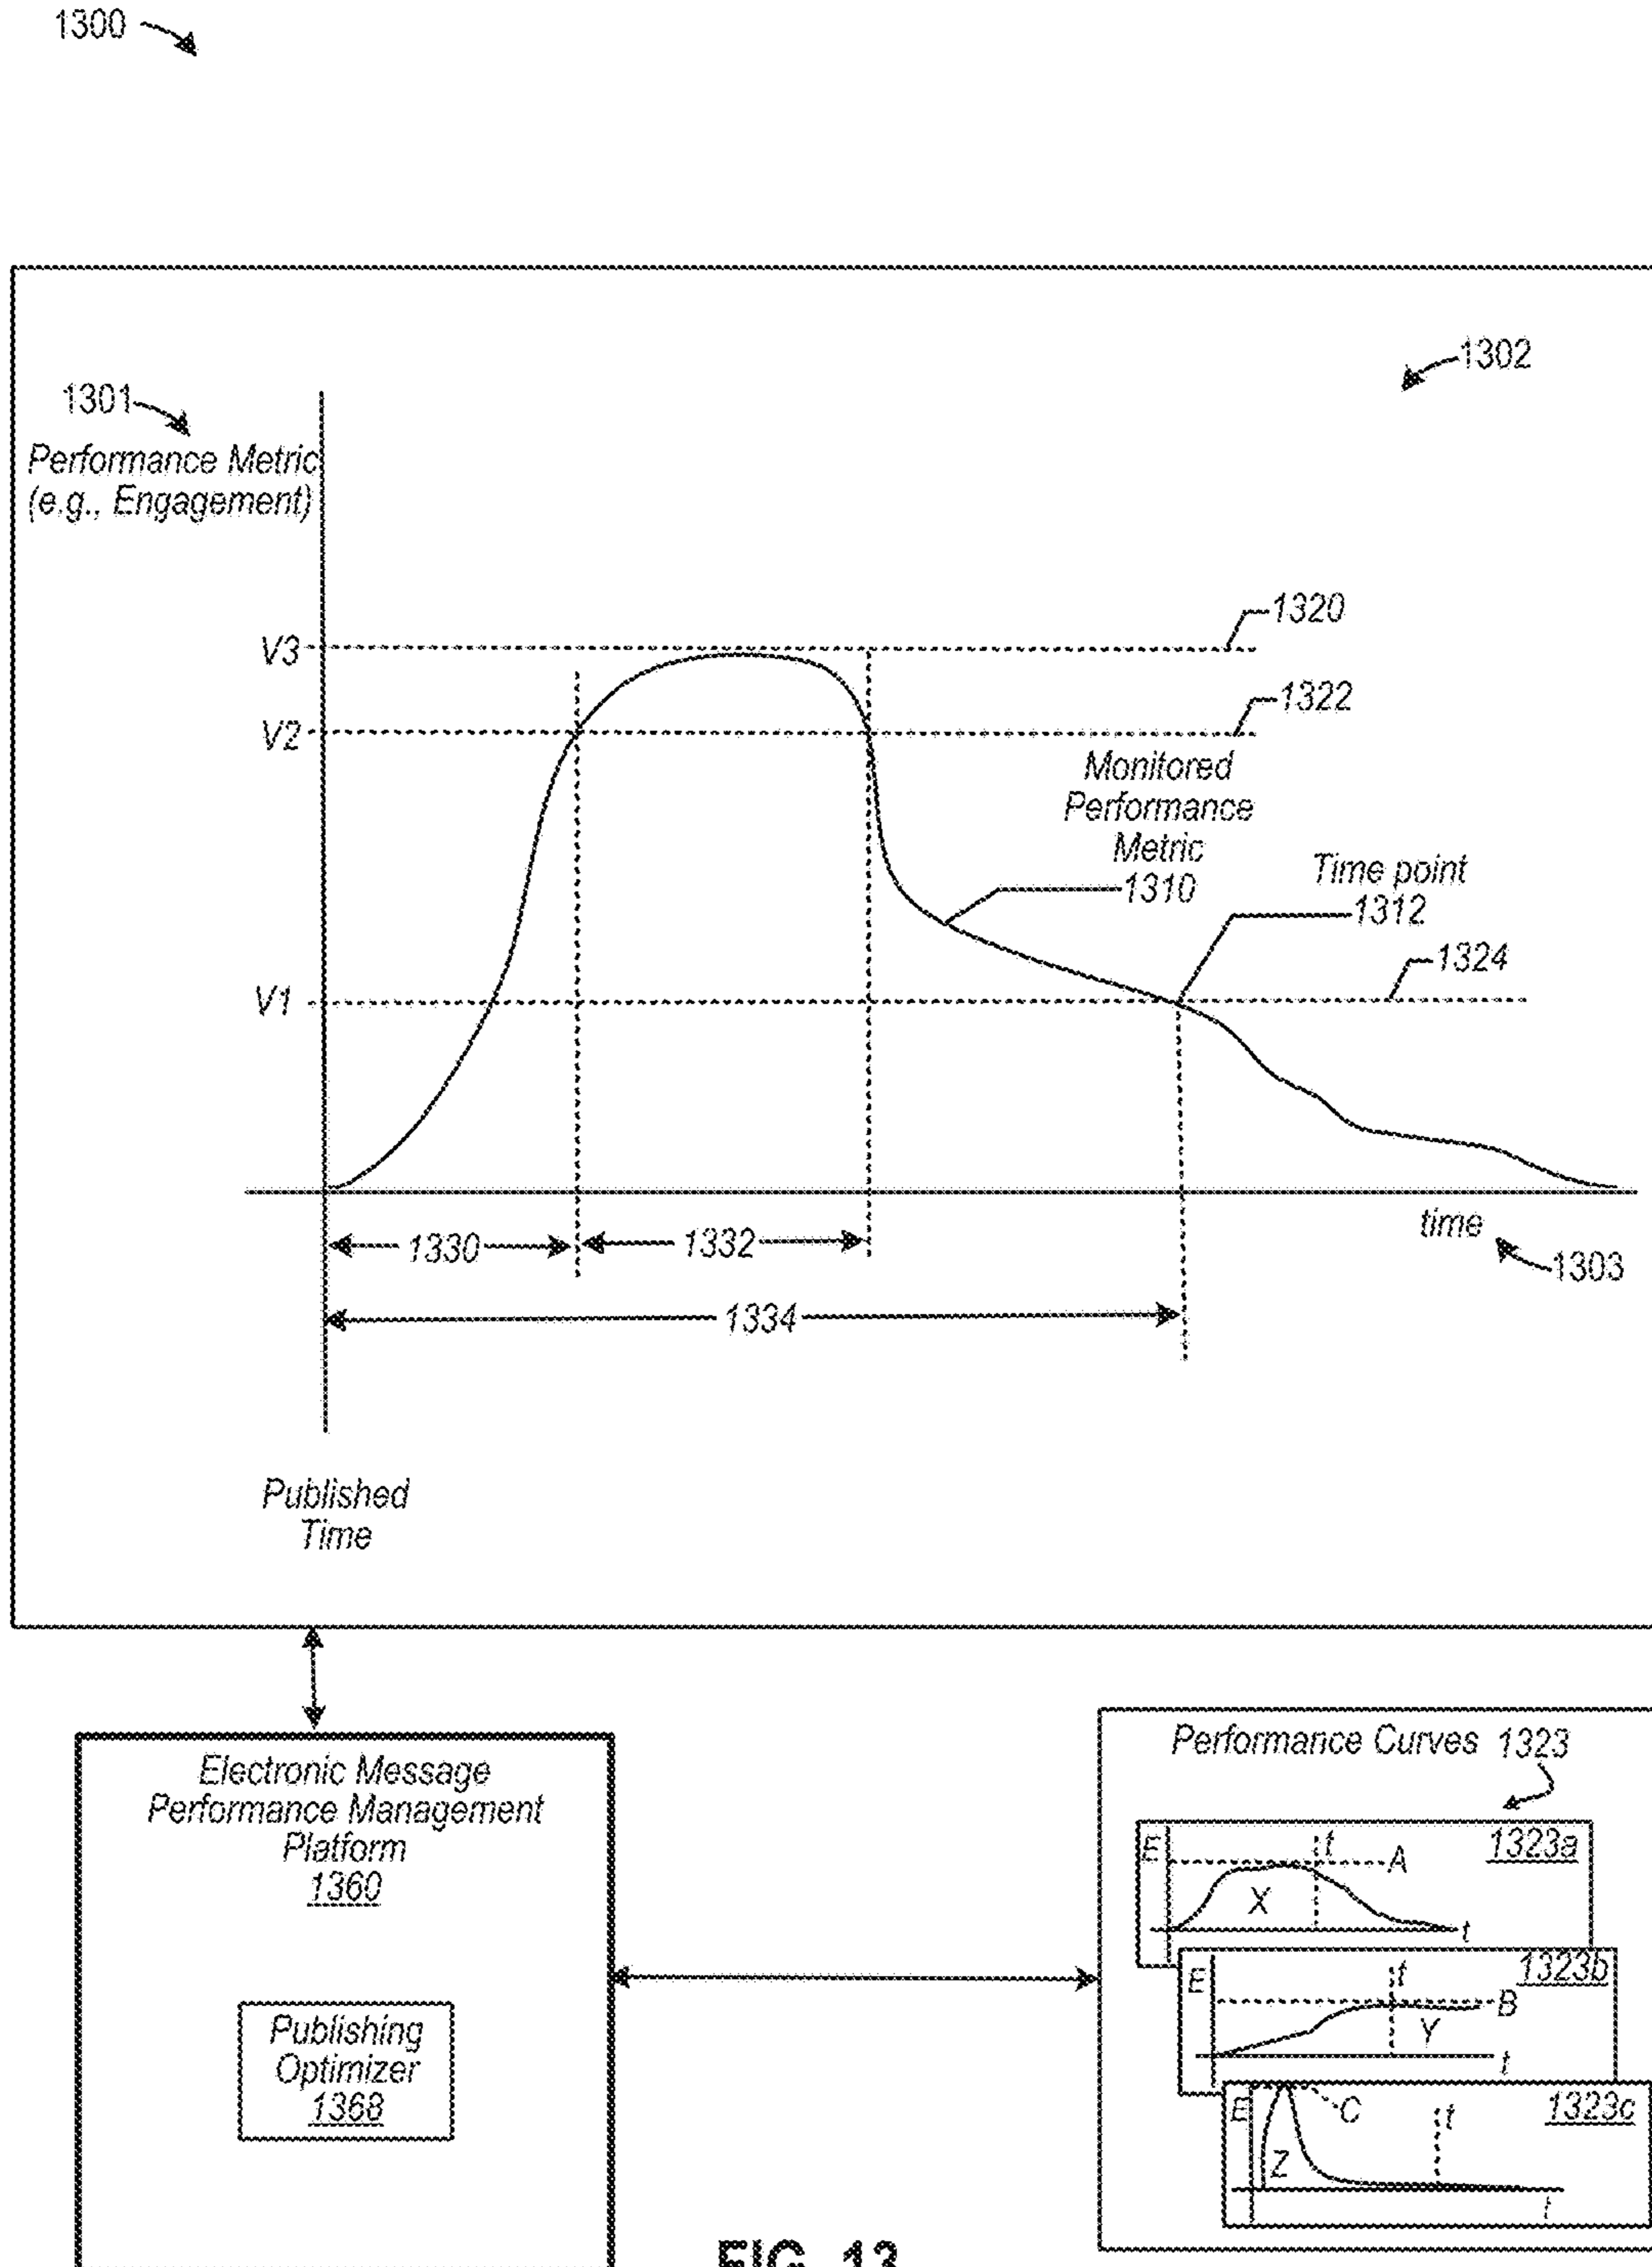 1300
1302
1301
Performance Metric
(e.g., Engagement)
1320
V3
1322
V2
Monitored
Performance
Metric
1310
Time point
1312
1324
V1
time
1303
1330
1332
1334
Published
Time
Electronic Message
Performance Management
Platform
1360
Publishing
Optimizer
1368
Performance Curves 1323
1323a
E
t
A
X
t
1323b
E
t
B
Y
t
1323c
E
C
t
Z
t
FIG. 13